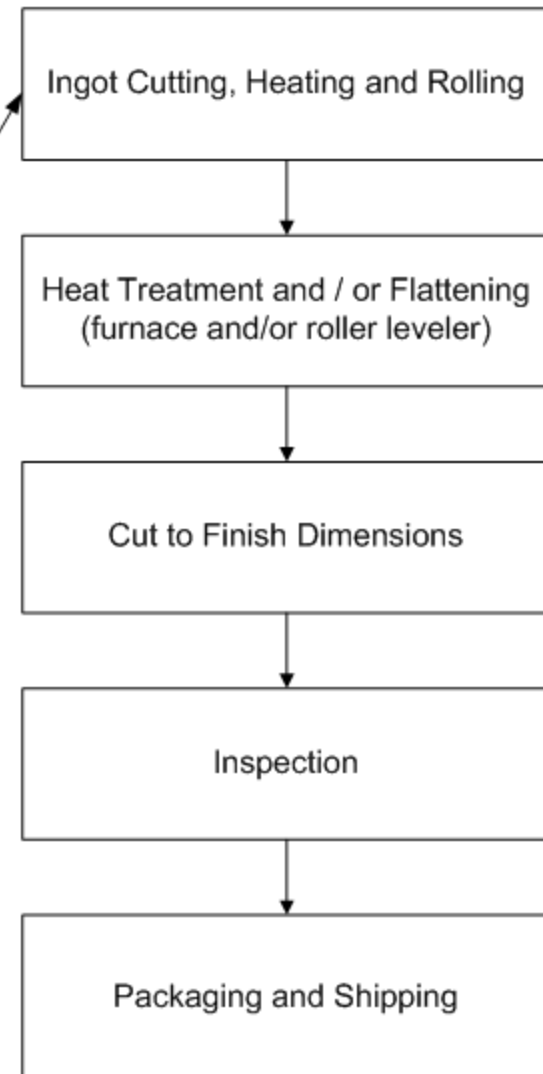 Ingot Cutting, Heating and Rolling
Heat Treatment and / or Flattening
(furnace and/or roller leveler)
Cut to Finish Dimensions
Inspection
Packaging and Shipping